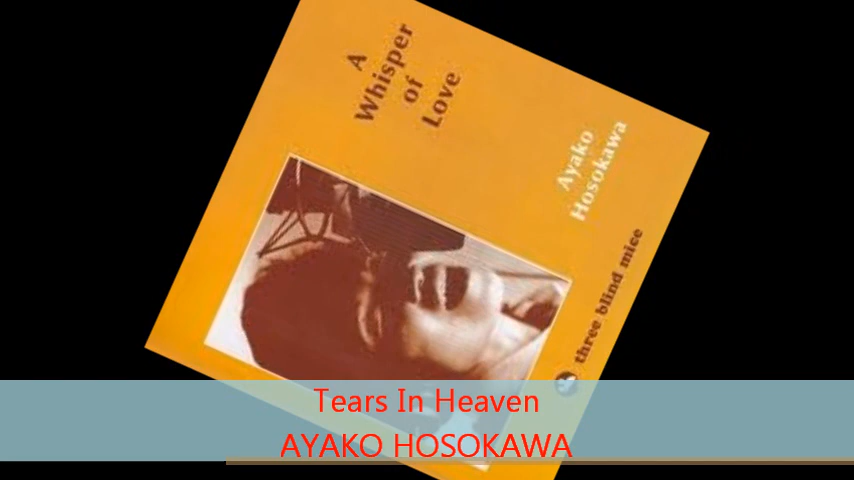 A
Whisper
of
Love
Ayako
Hosokawa
three blind mice
Tears In Heaven
AYAKO HOSOKAWA